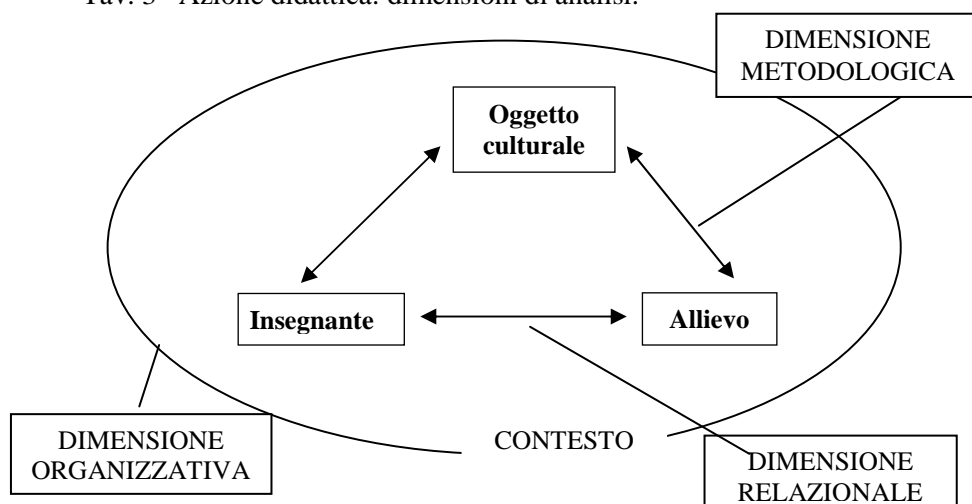 Tav. 3 - Azione didattica: dimensioni di analisi.
DIMENSIONE
METODOLOGICA
Oggetto
culturale
Insegnante
Allievo
DIMENSIONE
ORGANIZZATIVA
CONTESTO
DIMENSIONE
RELAZIONALE